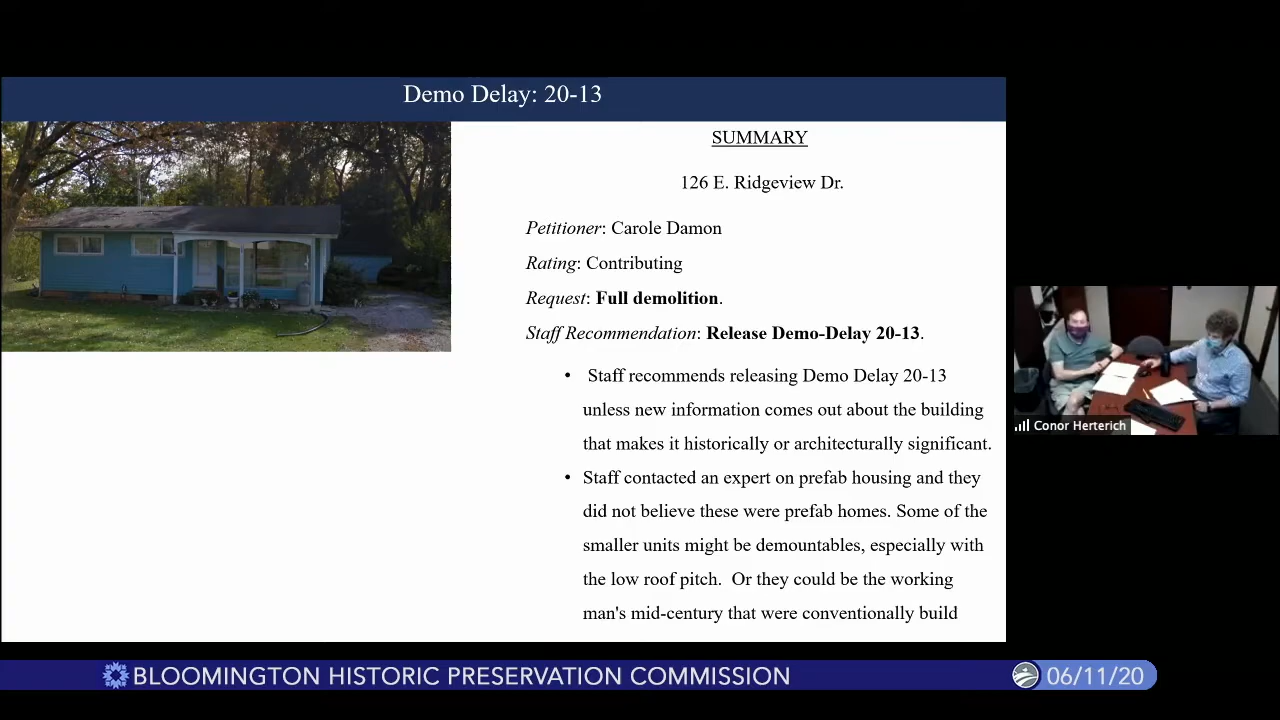 Demo Delay: 20-13
SUMMARY
126 E. Ridgeview Dr.
Petitioner: Carole Damon
Rating: Contributing
Request: Full demolition.
Staff Recommendation: Release Demo-Delay 20-13.
• Staff recommends releasing Demo Delay 20-13
unless new information comes out about the building
that makes it historically or architecturally significant.
• Staff contacted an expert on prefab housing and they
did not believe these were prefab homes. Some of the
smaller units might be demountables, especially with
the low roof pitch. Or they could be the working
man's mid-century that were conventionally build
Conor Herterich
BLOOMINGTON HISTORIC PRESERVATION COMMISSION
06/11/20